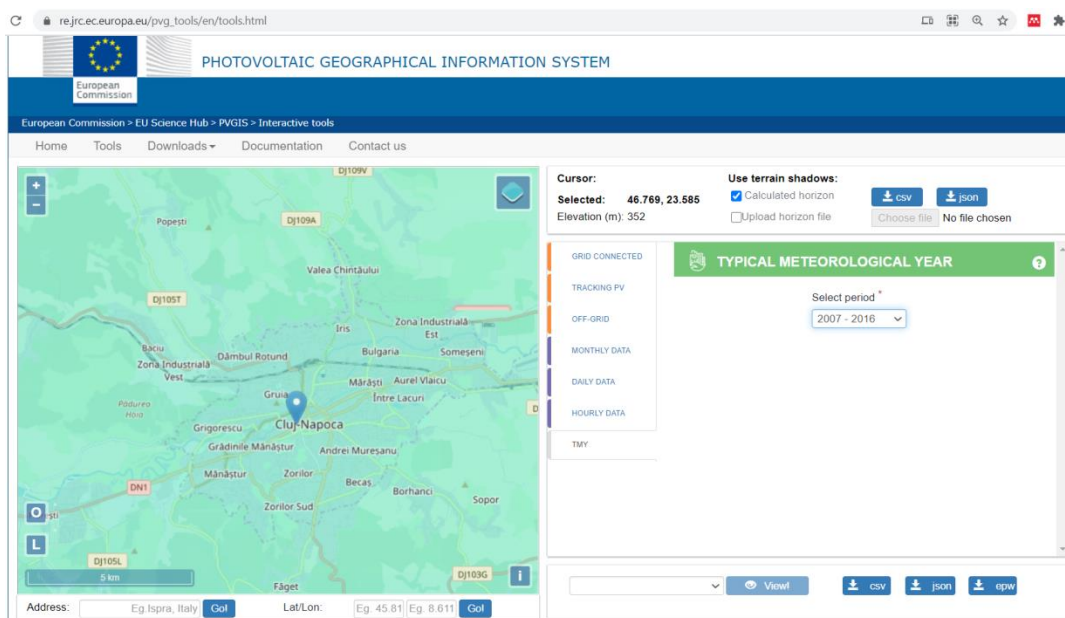 re.jrc.ec.europa.eu/pvg_tools/en/tools.html
European
Commission
PHOTOVOLTAIC GEOGRAPHICAL INFORMATION SYSTEM
European Commission > EU Science Hub > PVGIS > Interactive tools
Home Tools Downloads Documentation Contact us
+
−
DJ109V
Popești
DJ109A
Valea Chintăului
DJ105T
Iris
Zona Industrială
Est
Baciu
Zona Industrială
Vest
Dâmbul Rotund
Bulgaria
Someșeni
Mărăști
Aurel Vlaicu
Gruia
Între Lacuri
Pădurea
Hoia
Cluj-Napoca
Grigorescu
Grădinile Mănăștur
Andrei Mureșanu
Mănăștur
Zorilor
Becaș
Borhanci
DN1
Sopor
Zorilor Sud
O
L
DJ105L
5 km
Făget
DJ103G
i
Address: Eg.Ispra, Italy Go!
Lat/Lon: Eg. 45.81 Eg. 8.611 Go!
Cursor:
Selected: 46.769, 23.585
Elevation (m): 352
Use terrain shadows:
Calculated horizon
Upload horizon file
csv json
Choose file No file chosen
GRID CONNECTED
TRACKING PV
OFF-GRID
MONTHLY DATA
DAILY DATA
HOURLY DATA
TMY
TYPICAL METEOROLOGICAL YEAR ?
Select period *
2007 - 2016
View! csv json epw